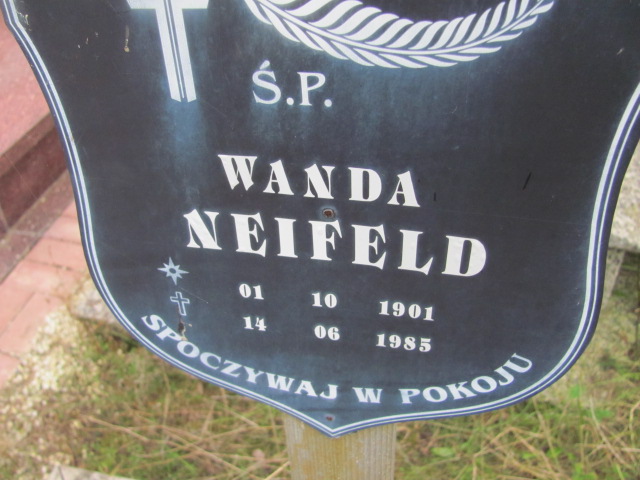 Ś.P.
WANDA
NEIFELD
01 10 1901
14 06 1985
SPOCZYWAJ W POKOJU